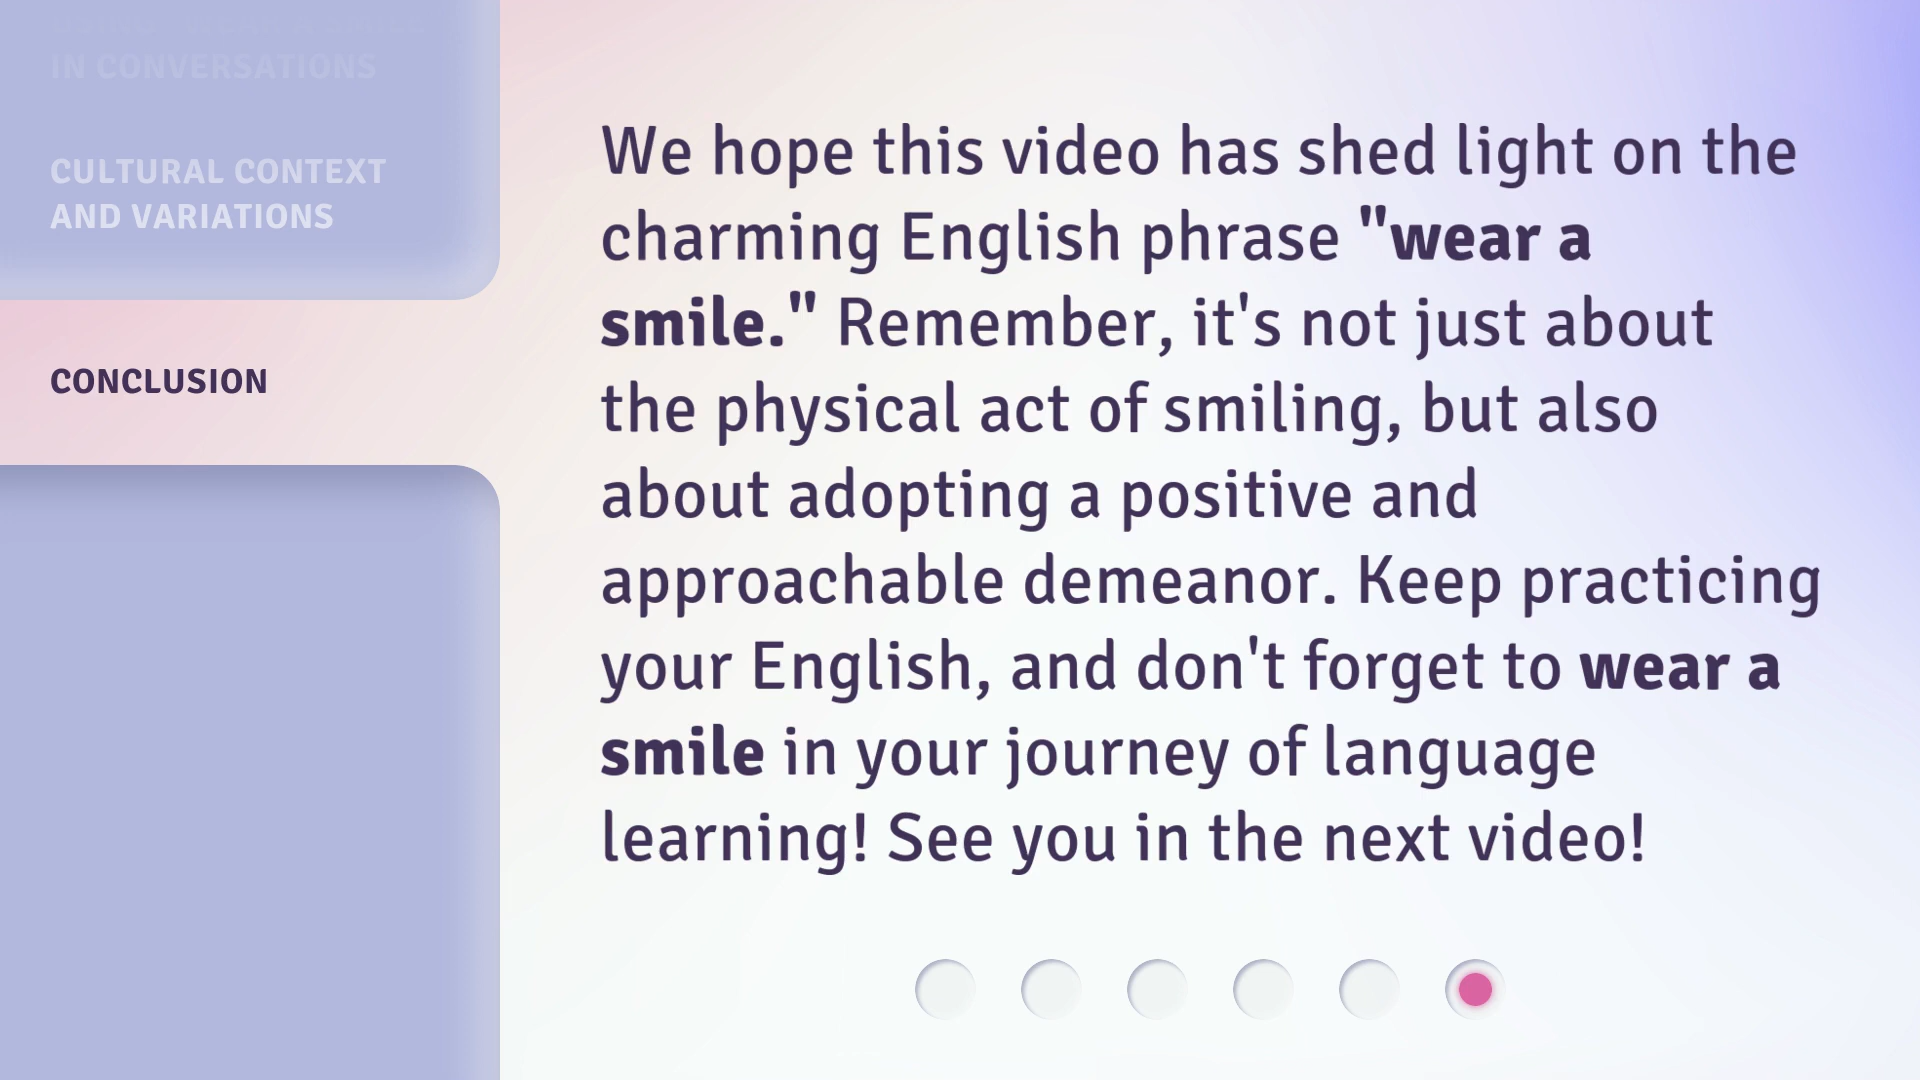 IN CONVERSATIONS
CULTURAL CONTEXT
AND VARIATIONS
CONCLUSION
We hope this video has shed light on the
charming English phrase "wear a
smile." Remember, it's not just about
the physical act of smiling, but also
about adopting a positive and
approachable demeanor. Keep practicing
your English, and don't forget to wear a
smile in your journey of language
learning! See you in the next video!